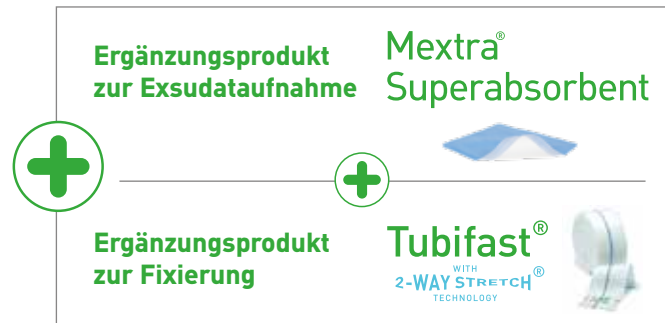 Ergänzungsprodukt
zur Exsudataufnahme
Mextra®
Superabsorbent
Ergänzungsprodukt
zur Fixierung
Tubifast®
WITH
2-WAY STRETCH®
TECHNOLOGY